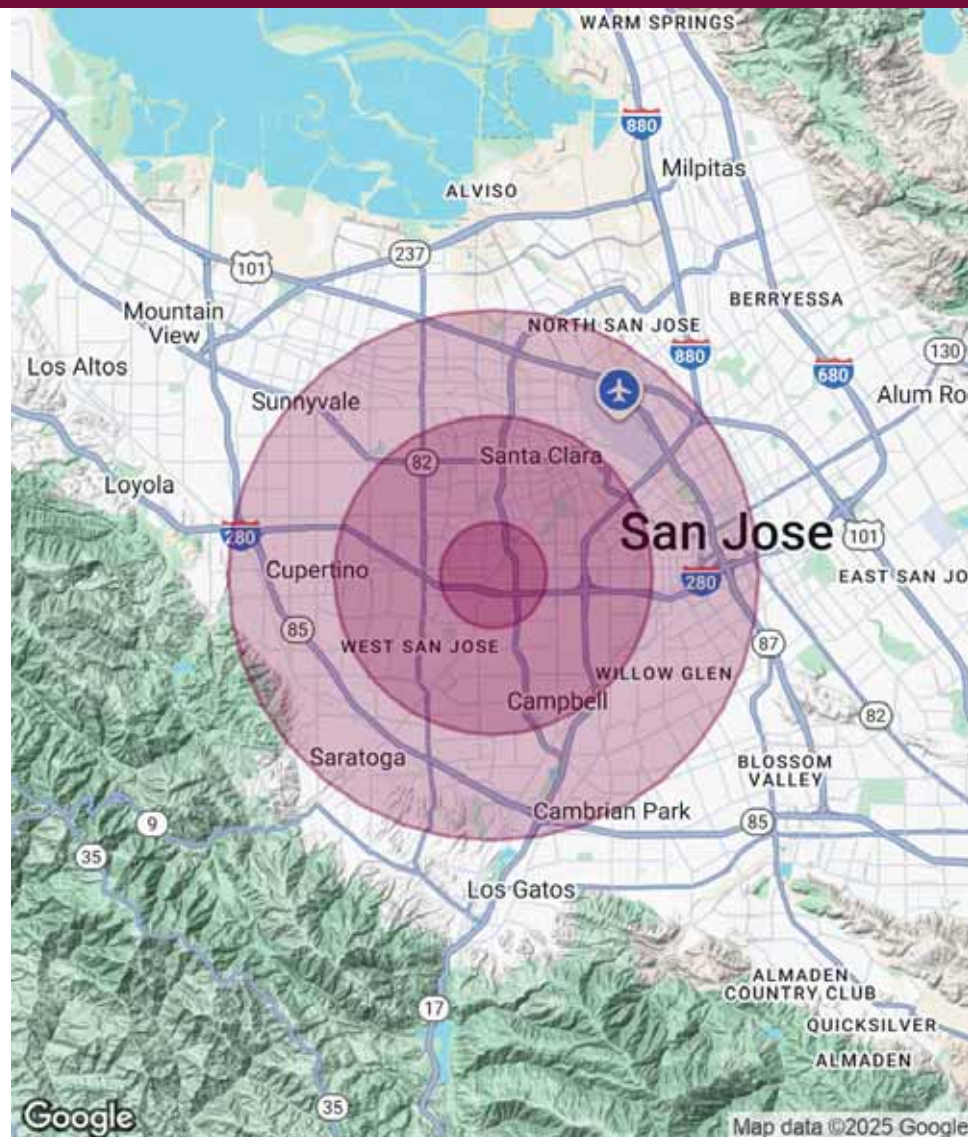 WARM SPRINGS
880
Milpitas
ALVISO
237
101
BERRYESSA
Mountain
View
NORTH SAN JOSE
880
130
Los Altos
680
Alum Ro
Sunnyvale
82
Santa Clara
Loyola
San Jose
280
101
Cupertino
280
EAST SAN JO
85
WEST SAN JOSE
87
WILLOW GLEN
Campbell
82
Saratoga
BLOSSOM
VALLEY
9
Cambrian Park
85
35
Los Gatos
ALMADEN
COUNTRY CLUB
17
QUICKSILVER
ALMADEN
35
Google
Map data ©2025 Google